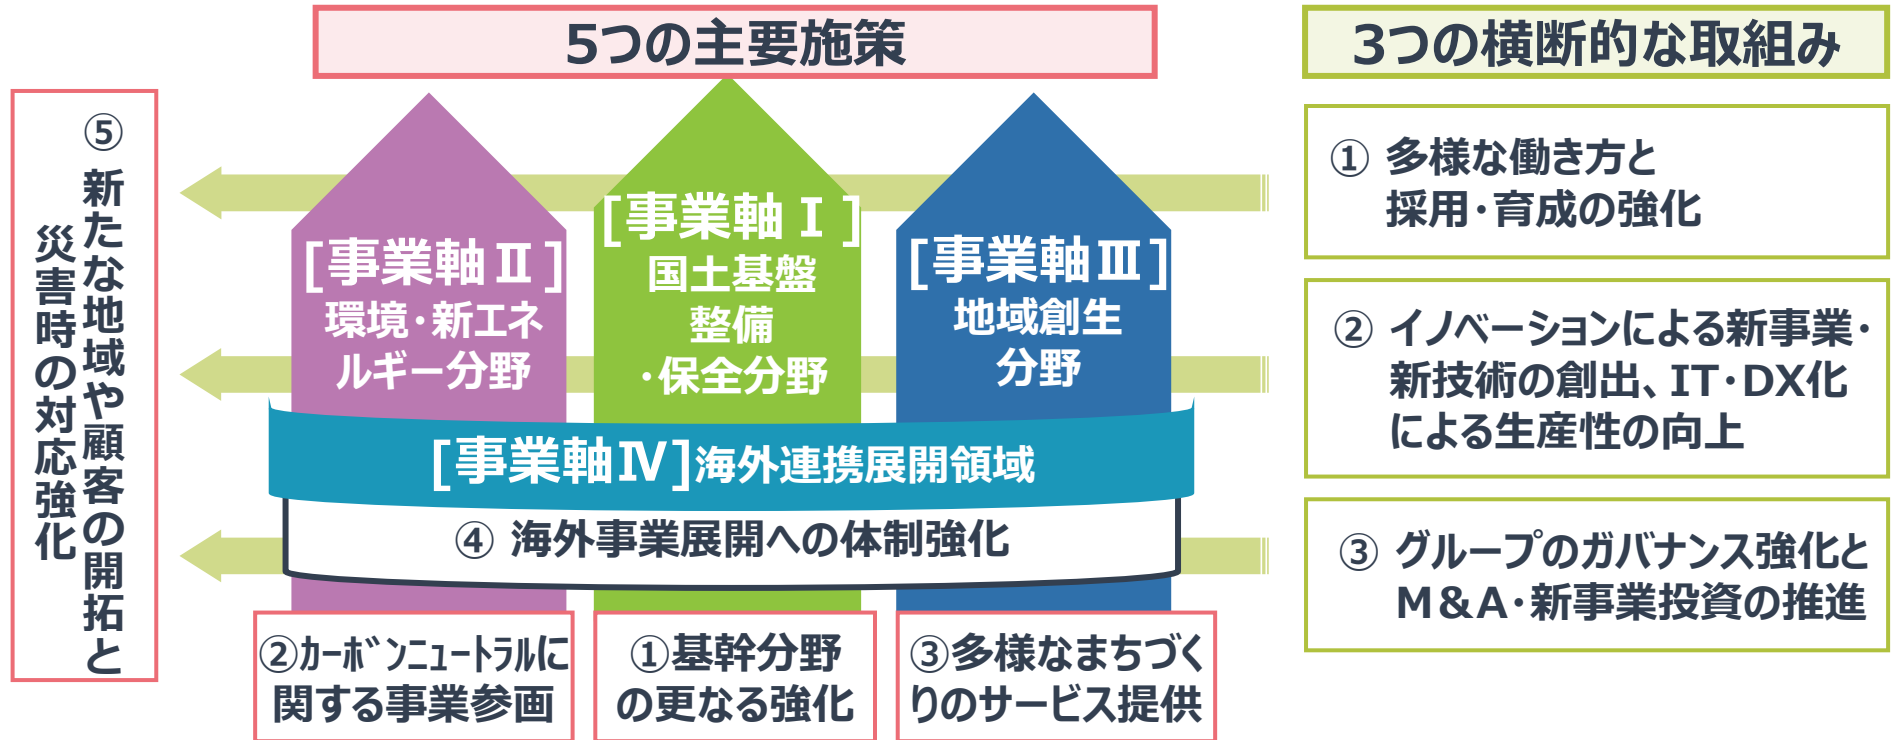 5つの主要施策
3つの横断的な取組み
⑤新たな地域や顧客の開拓と
災害時の対応強化
[事業軸Ⅱ]
環境・新エネ
ルギー分野
[事業軸Ⅰ]
国土基盤
整備
・保全分野
[事業軸Ⅲ]
地域創生
分野
[事業軸Ⅳ]海外連携展開領域
④ 海外事業展開への体制強化
②ｶｰﾎﾞﾝﾆｭｰﾄﾗﾙに
関する事業参画
①基幹分野
の更なる強化
③多様なまちづく
りのサービス提供
① 多様な働き方と
採用・育成の強化
② イノベーションによる新事業・
新技術の創出、IT・DX化
による生産性の向上
③ グループのガバナンス強化と
M&A・新事業投資の推進